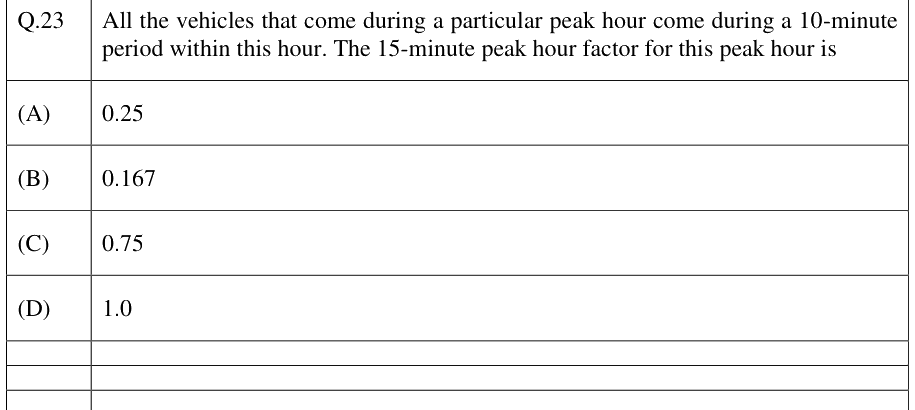 Q.23 All the vehicles that come during a particular peak hour come during a 10-minute
period within this hour. The 15-minute peak hour factor for this peak hour is
(A) 0.25
(B) 0.167
(C) 0.75
(D) 1.0